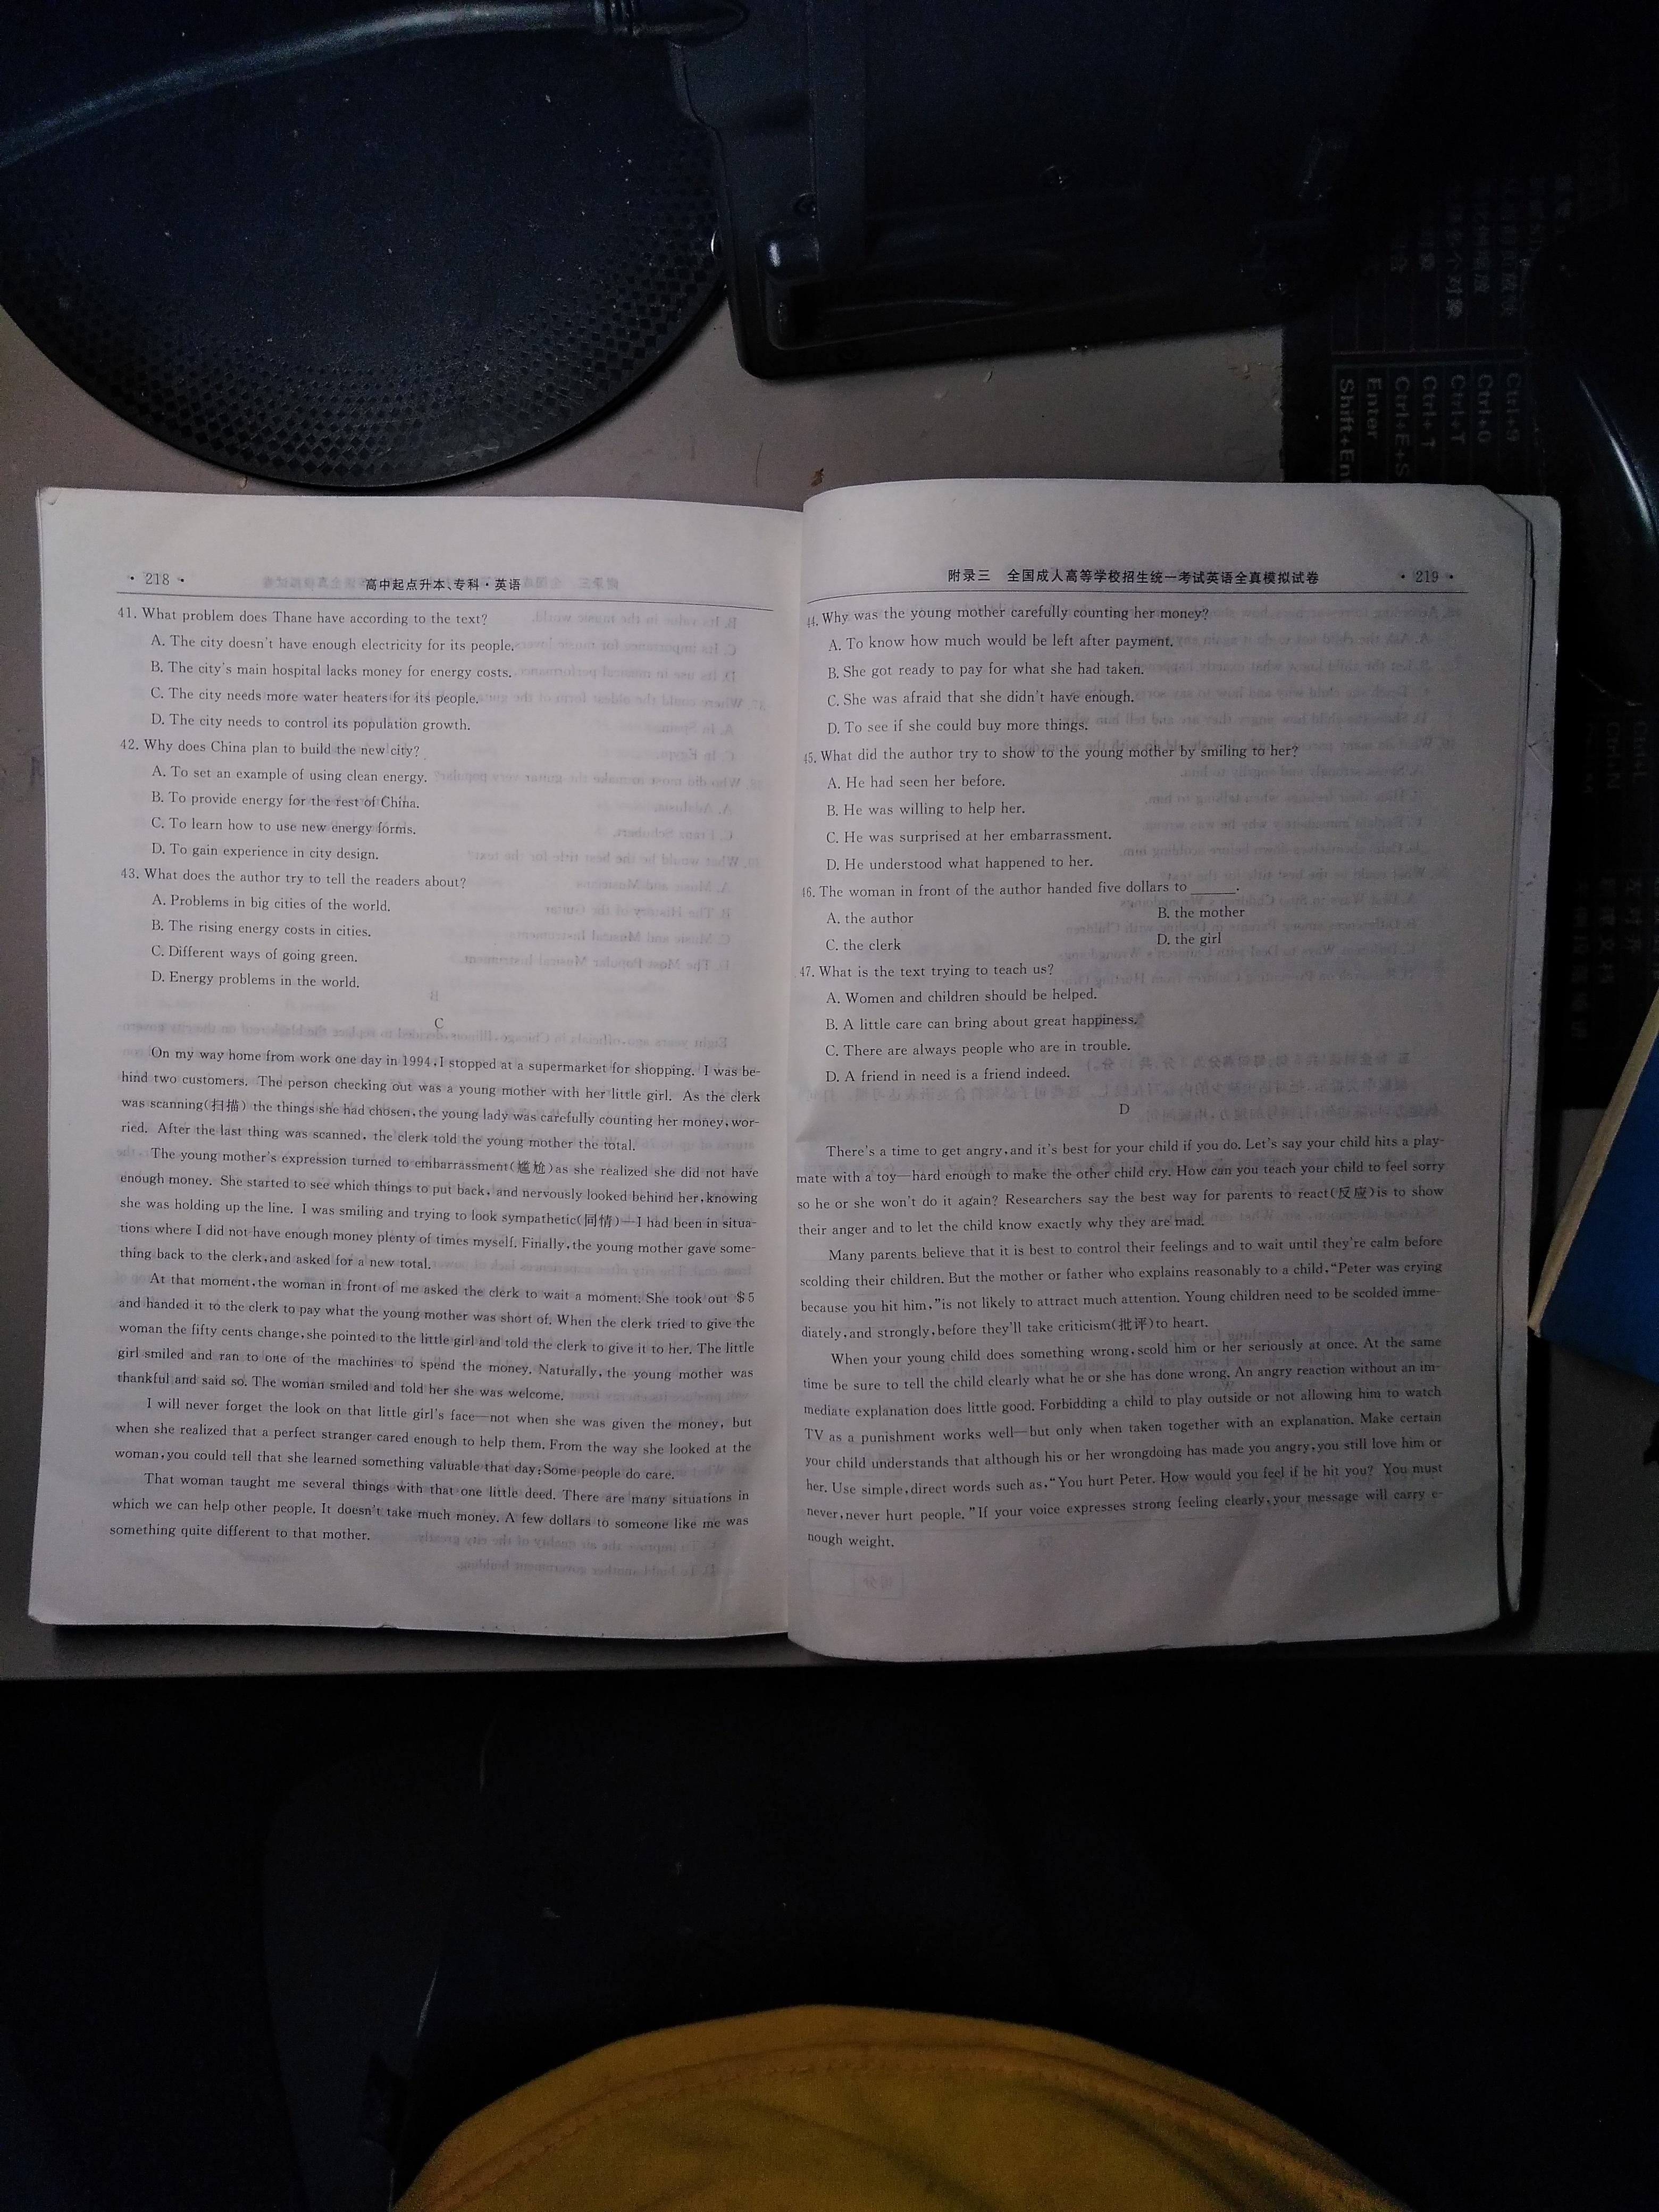 · 218 ·
高中起点升本、专科·英语
41. What problem does Thane have according to the text?
A. The city doesn't have enough electricity for its people.
B. The city's main hospital lacks money for energy costs.
C. The city needs more water heaters for its people.
D. The city needs to control its population growth.
42. Why does China plan to build the new city?
A. To set an example of using clean energy.
B. To provide energy for the rest of China.
C. To learn how to use new energy forms.
D. To gain experience in city design.
43. What does the author try to tell the readers about?
A. Problems in big cities of the world.
B. The rising energy costs in cities.
C. Different ways of going green.
D. Energy problems in the world.
C
On my way home from work one day in 1994, I stopped at a supermarket for shopping. I was be-
hind two customers. The person checking out was a young mother with her little girl. As the clerk
was scanning(扫描) the things she had chosen, the young lady was carefully counting her money, wor-
ried. After the last thing was scanned, the clerk told the young mother the total.
The young mother's expression turned to embarrassment(尴尬)as she realized she did not have
enough money. She started to see which things to put back, and nervously looked behind her, knowing
she was holding up the line. I was smiling and trying to look sympathetic(同情)—I had been in situa-
tions where I did not have enough money plenty of times myself. Finally, the young mother gave some-
thing back to the clerk, and asked for a new total.
At that moment, the woman in front of me asked the clerk to wait a moment. She took out $5
and handed it to the clerk to pay what the young mother was short of. When the clerk tried to give the
woman the fifty cents change, she pointed to the little girl and told the clerk to give it to her. The little
girl smiled and ran to one of the machines to spend the money. Naturally, the young mother was
thankful and said so. The woman smiled and told her she was welcome.
I will never forget the look on that little girl's face—not when she was given the money, but
when she realized that a perfect stranger cared enough to help them. From the way she looked at the
woman, you could tell that she learned something valuable that day: Some people do care.
That woman taught me several things with that one little deed. There are many situations in
which we can help other people. It doesn't take much money. A few dollars to someone like me was
something quite different to that mother.
附录三 全国成人高等学校招生统一考试英语全真模拟试卷
· 219 ·
44. Why was the young mother carefully counting her money?
A. To know how much would be left after payment.
B. She got ready to pay for what she had taken.
C. She was afraid that she didn't have enough.
D. To see if she could buy more things.
45. What did the author try to show to the young mother by smiling to her?
A. He had seen her before.
B. He was willing to help her.
C. He was surprised at her embarrassment.
D. He understood what happened to her.
46. The woman in front of the author handed five dollars to ______.
A. the author B. the mother
C. the clerk D. the girl
47. What is the text trying to teach us?
A. Women and children should be helped.
B. A little care can bring about great happiness.
C. There are always people who are in trouble.
D. A friend in need is a friend indeed.
D
There's a time to get angry, and it's best for your child if you do. Let's say your child hits a play-
mate with a toy—hard enough to make the other child cry. How can you teach your child to feel sorry
so he or she won't do it again? Researchers say the best way for parents to react(反应)is to show
their anger and to let the child know exactly why they are mad.
Many parents believe that it is best to control their feelings and to wait until they're calm before
scolding their children. But the mother or father who explains reasonably to a child, "Peter was crying
because you hit him," is not likely to attract much attention. Young children need to be scolded imme-
diately, and strongly, before they'll take criticism(批评)to heart.
When your young child does something wrong, scold him or her seriously at once. At the same
time be sure to tell the child clearly what he or she has done wrong. An angry reaction without an im-
mediate explanation does little good. Forbidding a child to play outside or not allowing him to watch
TV as a punishment works well—but only when taken together with an explanation. Make certain
your child understands that although his or her wrongdoing has made you angry, you still love him or
her. Use simple, direct words such as, "You hurt Peter. How would you feel if he hit you? You must
never, never hurt people." If your voice expresses strong feeling clearly, your message will carry e-
nough weight.
Ctrl+9
Ctrl+0
Ctrl+T
Ctrl+T
Ctrl+E+S
Enter
Ctrl+L
Ctrl+N